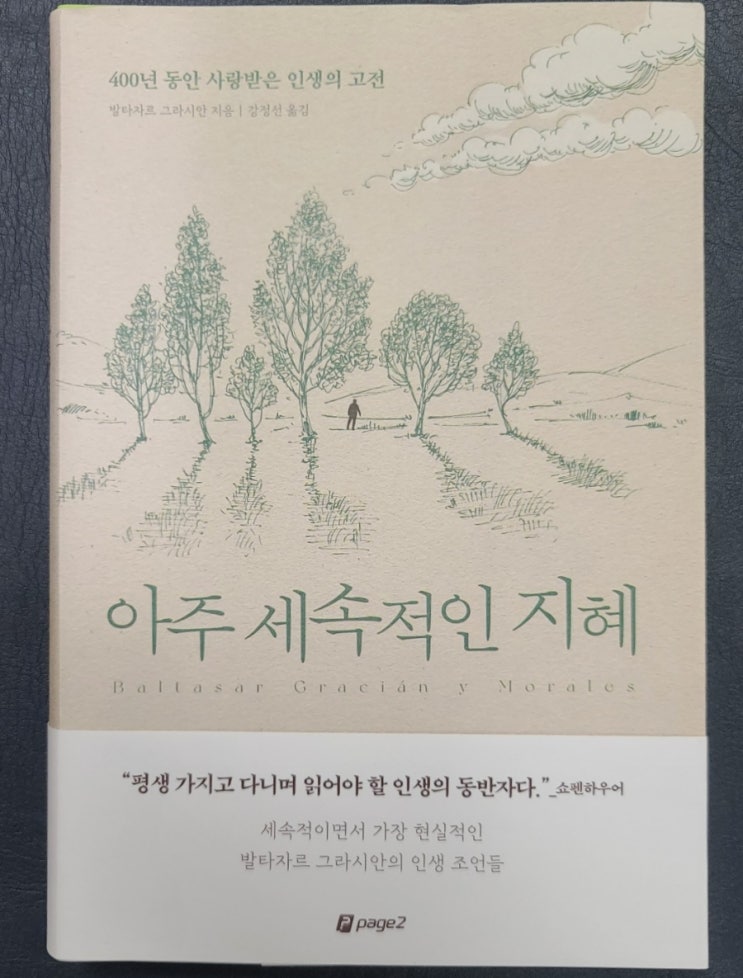 400년 동안 사랑받은 인생의 고전
발타자르 그라시안 지음 | 강정선 옮김
아주 세속적인 지혜
Baltasar Gracián y Morales
“평생 가지고 다니며 읽어야 할 인생의 동반자다.”_쇼펜하우어
세속적이면서 가장 현실적인
발타자르 그라시안의 인생 조언들
page2